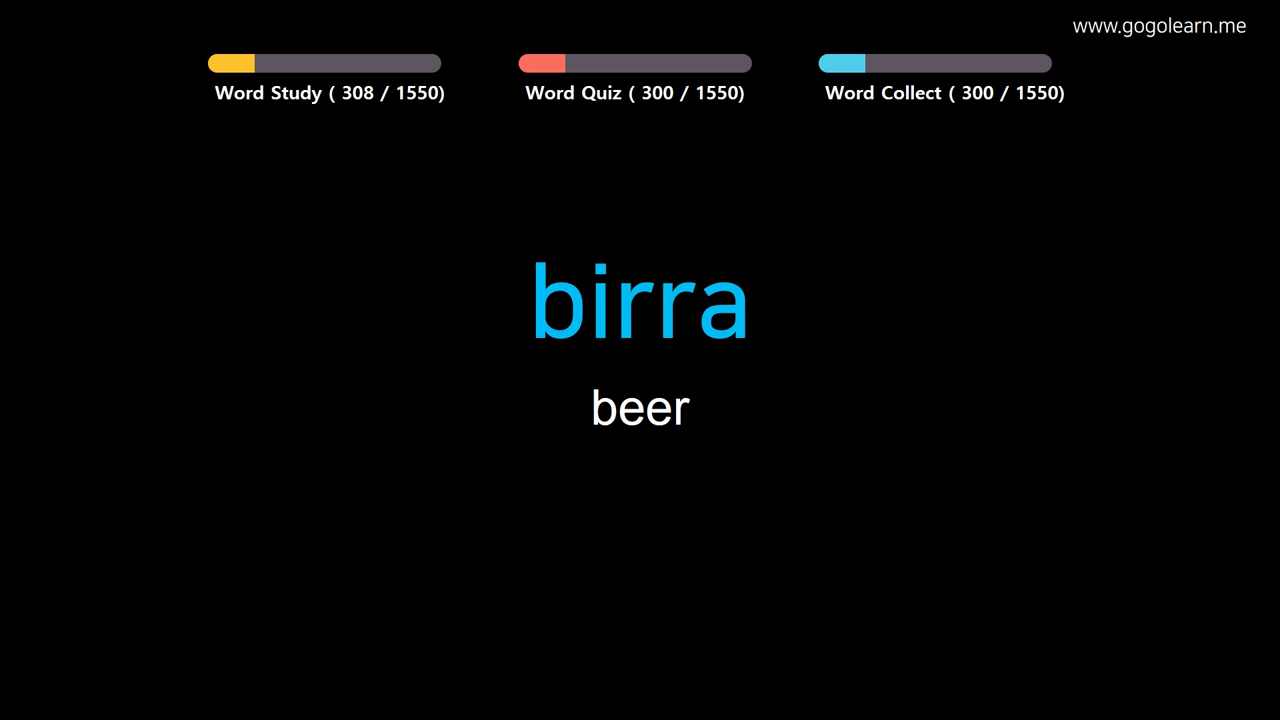 www.gogolearn.me
Word Study ( 308 / 1550)
Word Quiz ( 300 / 1550)
Word Collect ( 300 / 1550)
birra
beer